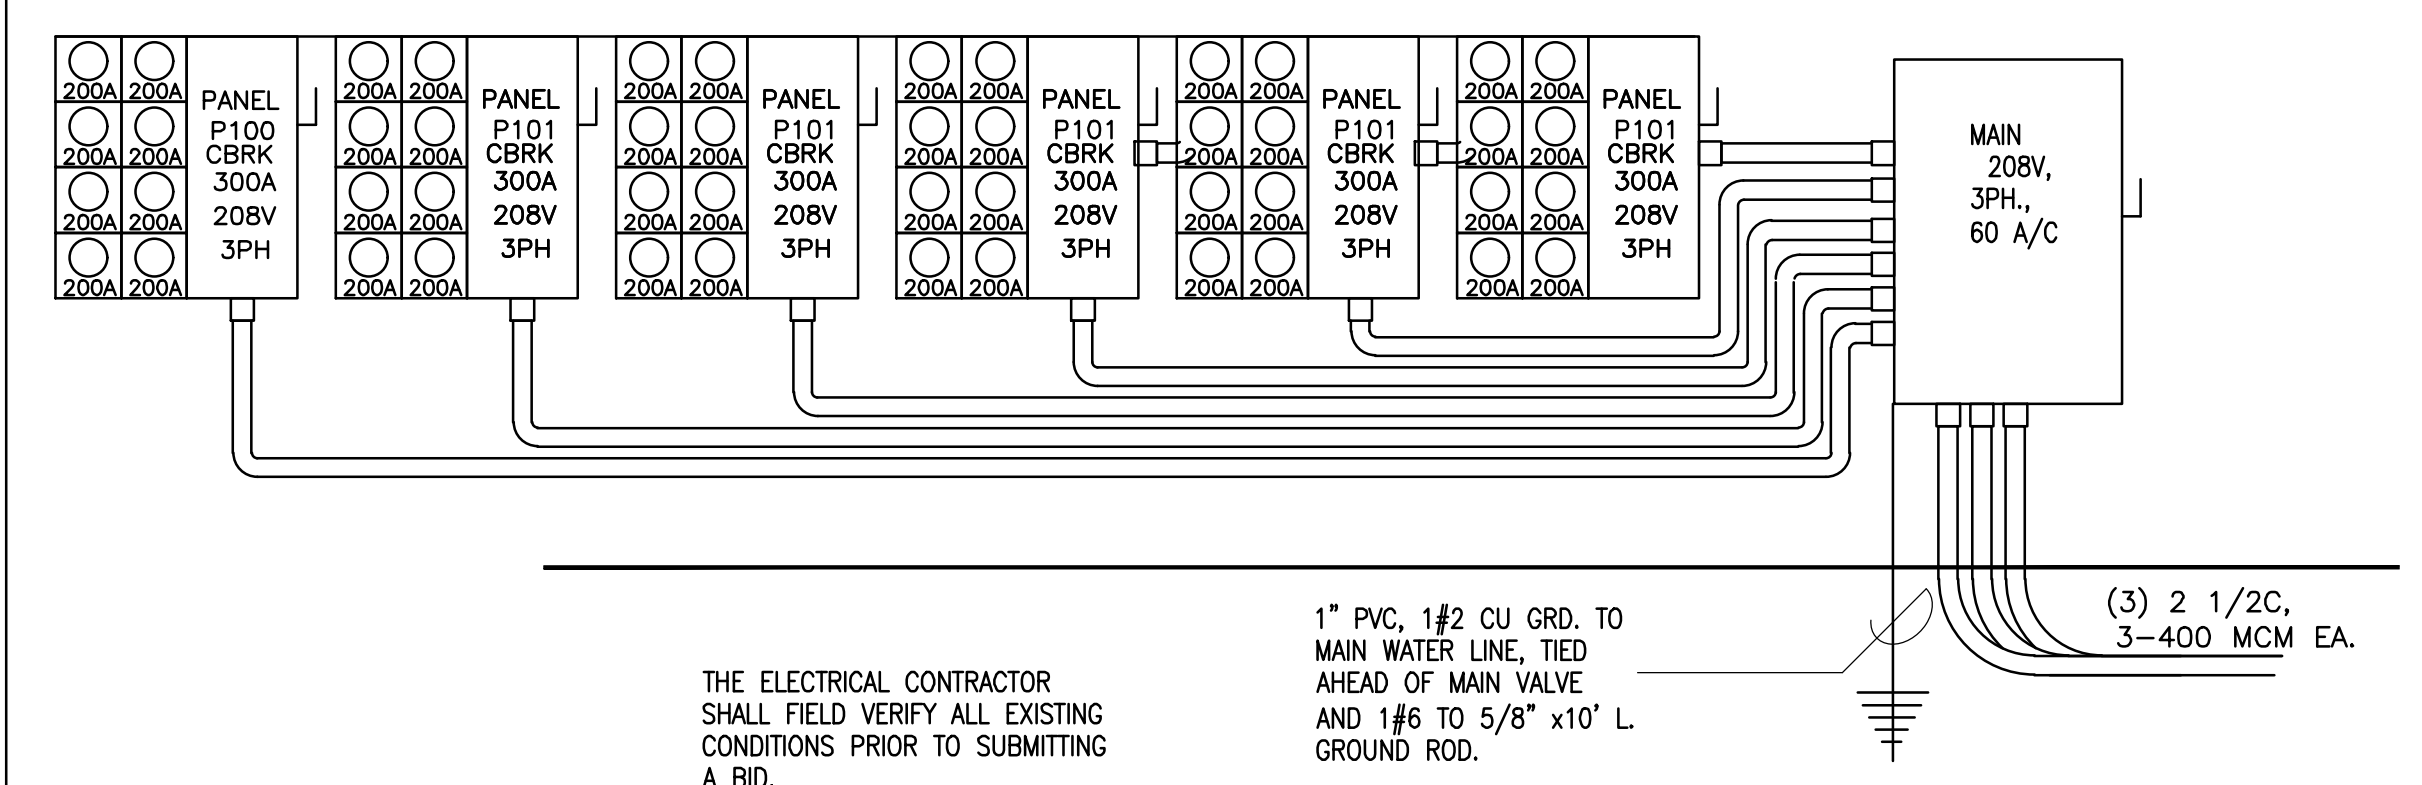 200A 200A 200A 200A 200A 200A 200A 200A 200A 200A 200A 200A
PANEL PANEL PANEL PANEL PANEL PANEL
P100 P101 P101 P101 P101 P101
200A 200A CBRK 200A 200A CBRK 200A 200A CBRK 200A 200A CBRK 200A 200A CBRK 200A 200A CBRK
300A 300A 300A 300A 300A 300A
200A 200A 208V 200A 200A 208V 200A 200A 208V 200A 200A 208V 200A 200A 208V 200A 200A 208V
3PH 3PH 3PH 3PH 3PH 3PH
200A 200A 200A 200A 200A 200A 200A 200A 200A 200A 200A 200A
MAIN
208V,
3PH.,
60 A/C
(3) 2 1/2C,
3-400 MCM EA.
1" PVC, 1#2 CU GRD. TO
MAIN WATER LINE, TIED
AHEAD OF MAIN VALVE
AND 1#6 TO 5/8" x10' L.
GROUND ROD.
THE ELECTRICAL CONTRACTOR
SHALL FIELD VERIFY ALL EXISTING
CONDITIONS PRIOR TO SUBMITTING
A BID.